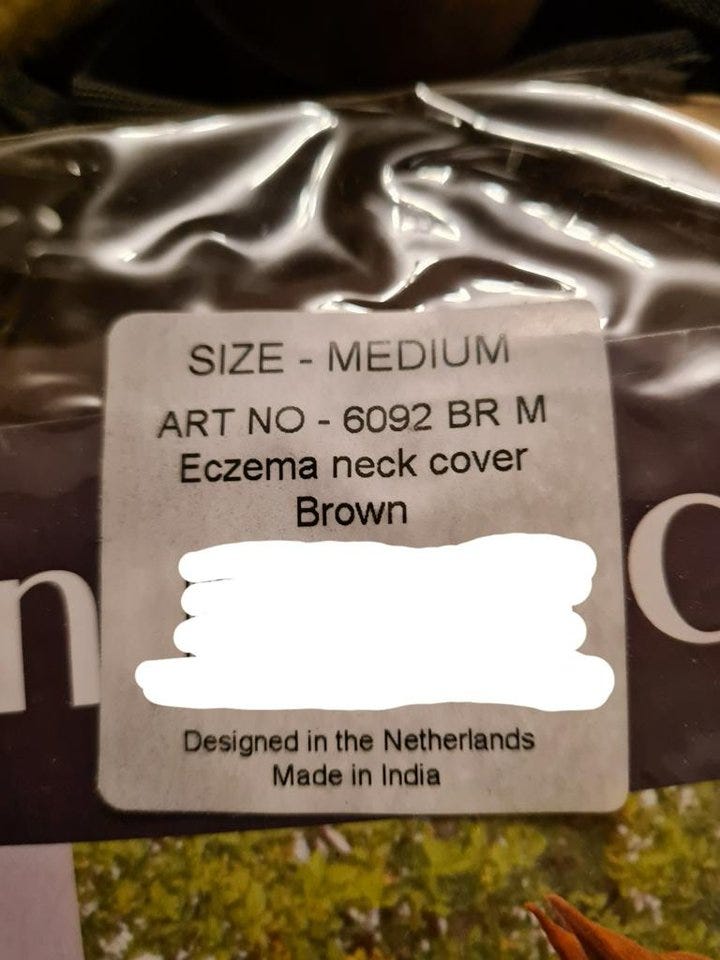 SIZE - MEDIUM
ART NO - 6092 BR M
Eczema neck cover
Brown
Designed in the Netherlands
Made in India
n
C